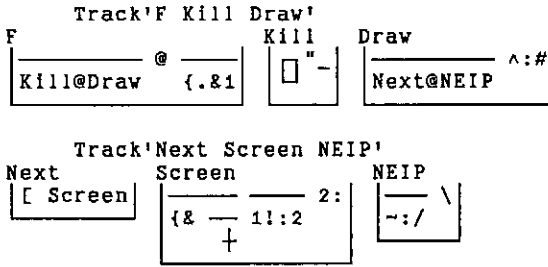 Track'F Kill Draw'
F Kill Draw
@ "- ^:#
Kill@Draw {.&1 ▯ Next@NEIP
Track'Next Screen NEIP'
Next Screen NEIP
[ Screen 2: \
{& 1!:2 ~:/
+